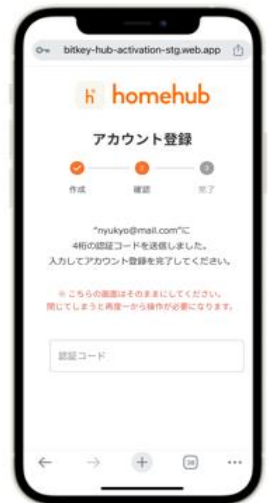 bitkey-hub-activation-stg.web.app
homehub
アカウント登録
作成 確認 完了
"nyukyo@mail.com"に
4桁の認証コードを送信しました。
入力してアカウント登録を完了してください。
※こちらの画面はそのままにしてください。
閉じてしまうと再度一から操作が必要になります。
認証コード